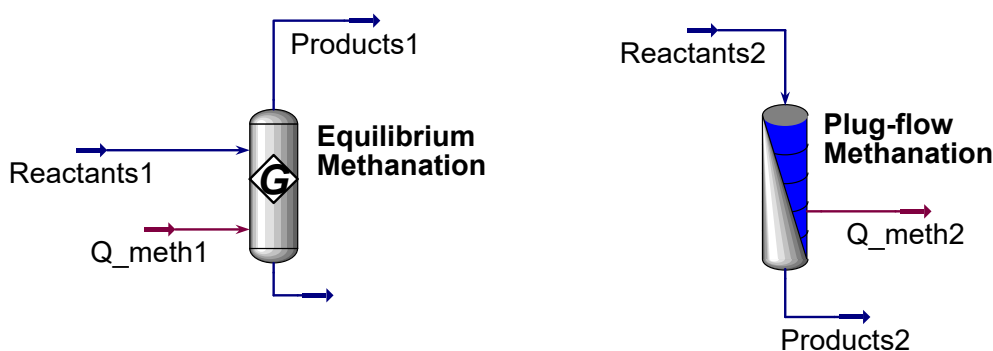 Products1
Equilibrium
Methanation
G
Reactants1
Q_meth1
Reactants2
Plug-flow
Methanation
Q_meth2
Products2